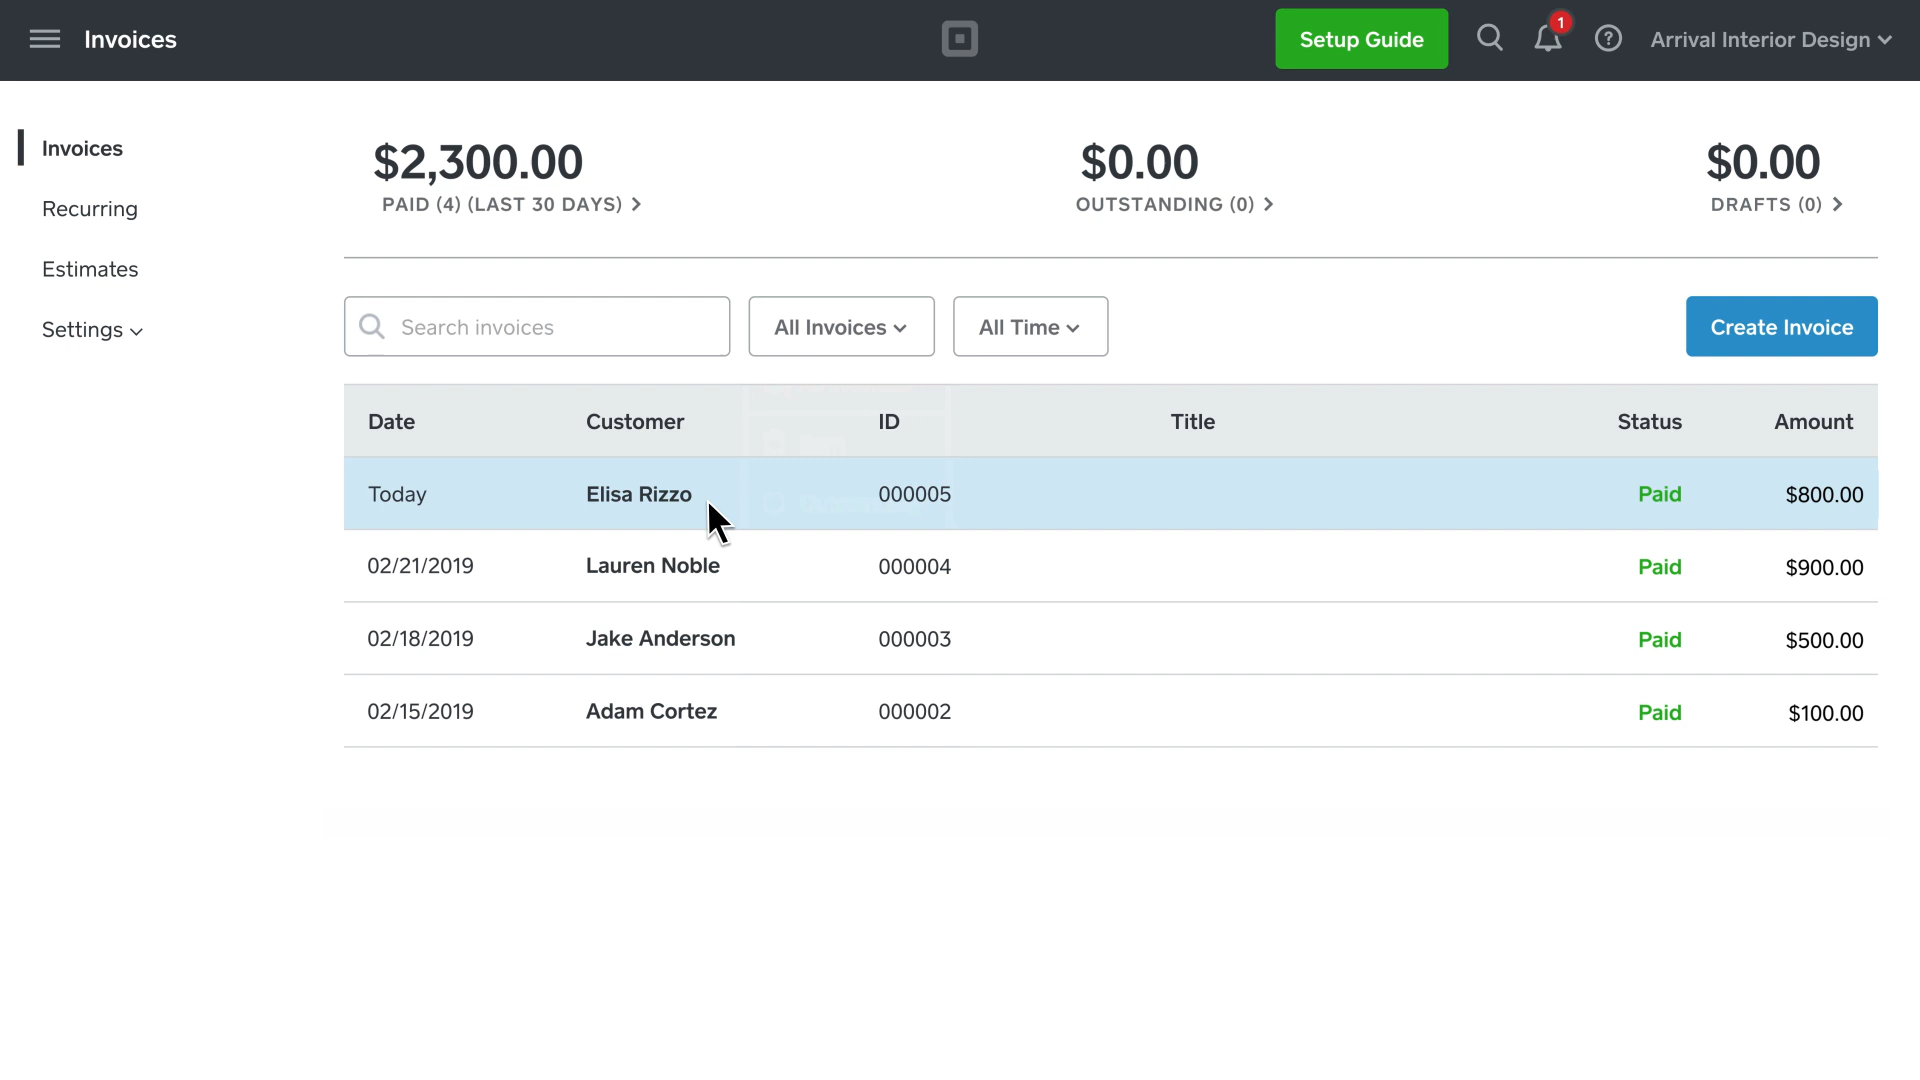 Invoices
Setup Guide
1
Arrival Interior Design
Invoices
Recurring
Estimates
Settings
$2,300.00
PAID (4) (LAST 30 DAYS)
$0.00
OUTSTANDING (0)
$0.00
DRAFTS (0)
Search invoices
All Invoices
All Time
Create Invoice
Date Customer ID Title Status Amount
Today Elisa Rizzo 000005 Paid $800.00
02/21/2019 Lauren Noble 000004 Paid $900.00
02/18/2019 Jake Anderson 000003 Paid $500.00
02/15/2019 Adam Cortez 000002 Paid $100.00